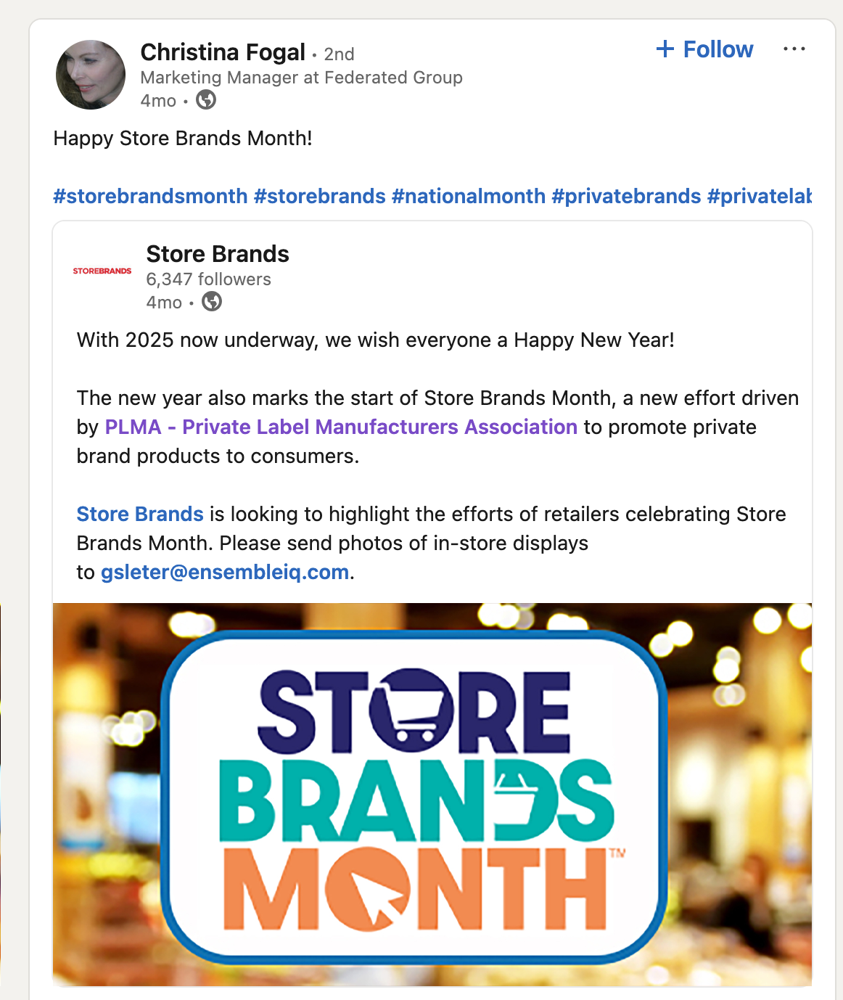 Christina Fogal • 2nd
+ Follow ...
Marketing Manager at Federated Group
4mo •
Happy Store Brands Month!
#storebrandsmonth #storebrands #nationalmonth #privatebrands #privatelab
STOREBRANDS
Store Brands
6,347 followers
4mo •
With 2025 now underway, we wish everyone a Happy New Year!
The new year also marks the start of Store Brands Month, a new effort driven
by PLMA - Private Label Manufacturers Association to promote private
brand products to consumers.
Store Brands is looking to highlight the efforts of retailers celebrating Store
Brands Month. Please send photos of in-store displays
to gsleter@ensembleiq.com.
STORE
BRANDS
MONTH™